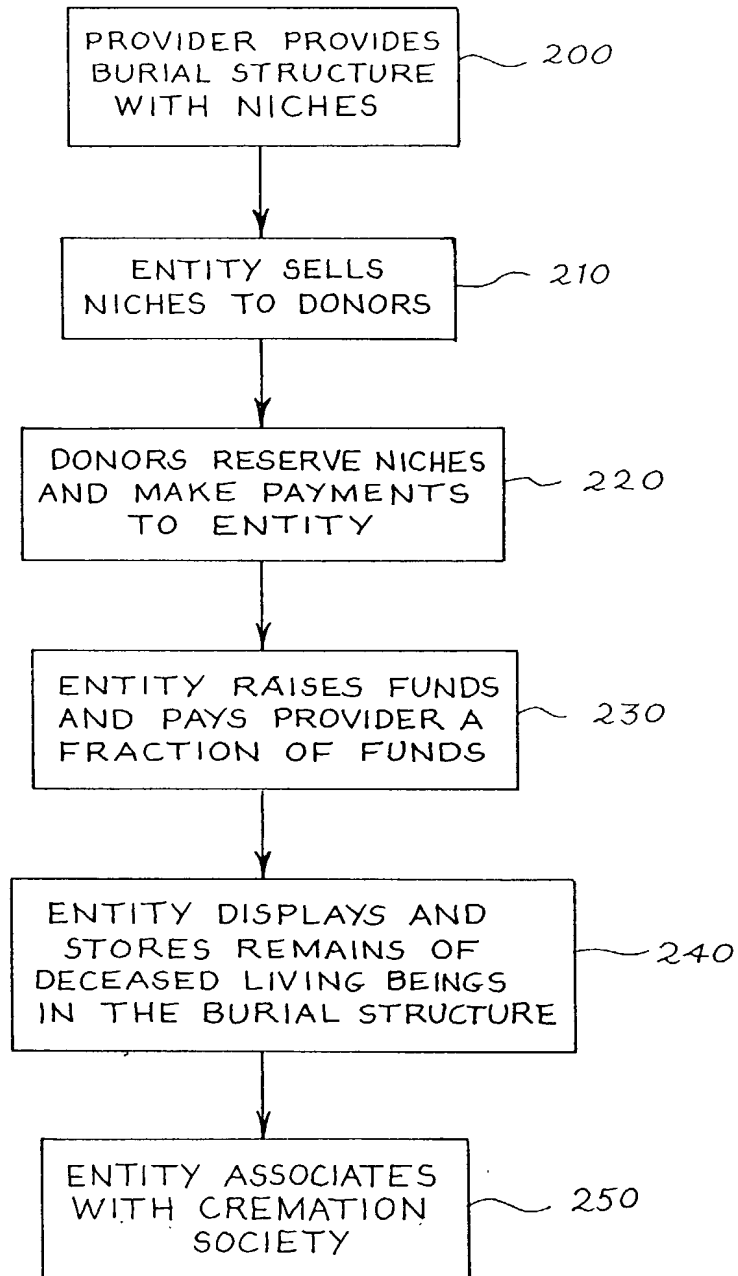 PROVIDER PROVIDES
BURIAL STRUCTURE
WITH NICHES
200
ENTITY SELLS
NICHES TO DONORS
210
DONORS RESERVE NICHES
AND MAKE PAYMENTS
TO ENTITY
220
ENTITY RAISES FUNDS
AND PAYS PROVIDER A
FRACTION OF FUNDS
230
ENTITY DISPLAYS AND
STORES REMAINS OF
DECEASED LIVING BEINGS
IN THE BURIAL STRUCTURE
240
ENTITY ASSOCIATES
WITH CREMATION
SOCIETY
250